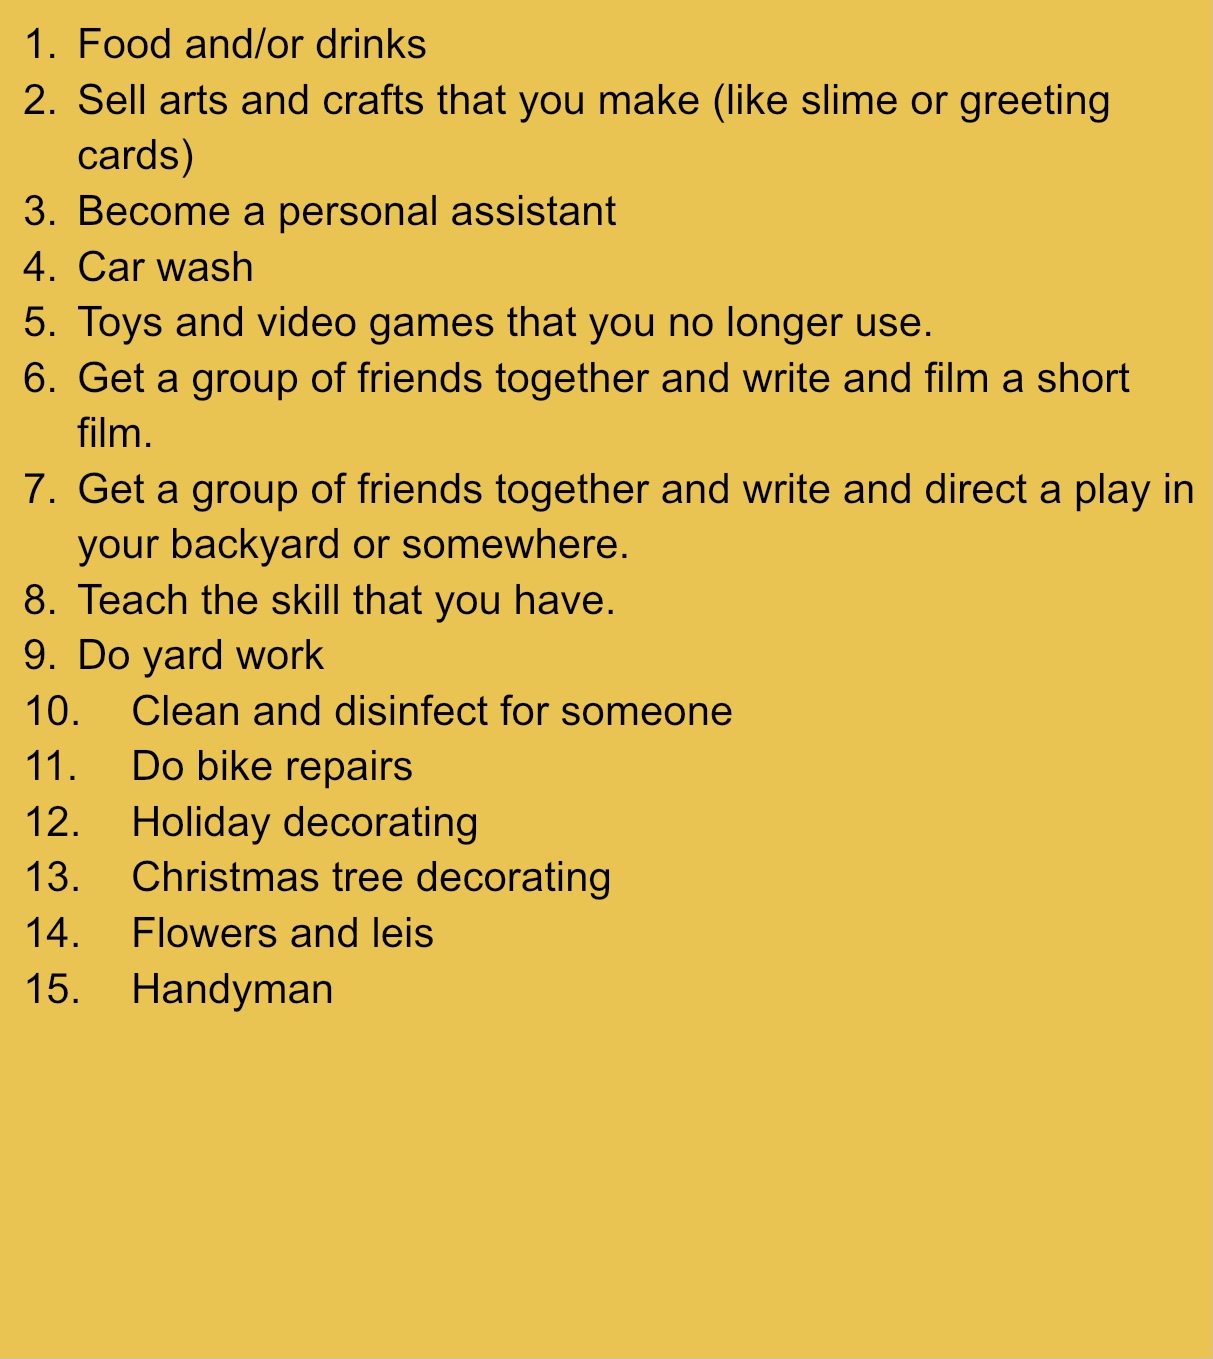 1. Food and/or drinks
2. Sell arts and crafts that you make (like slime or greeting
cards)
3. Become a personal assistant
4. Car wash
5. Toys and video games that you no longer use.
6. Get a group of friends together and write and film a short
film.
7. Get a group of friends together and write and direct a play in
your backyard or somewhere.
8. Teach the skill that you have.
9. Do yard work
10. Clean and disinfect for someone
11. Do bike repairs
12. Holiday decorating
13. Christmas tree decorating
14. Flowers and leis
15. Handyman